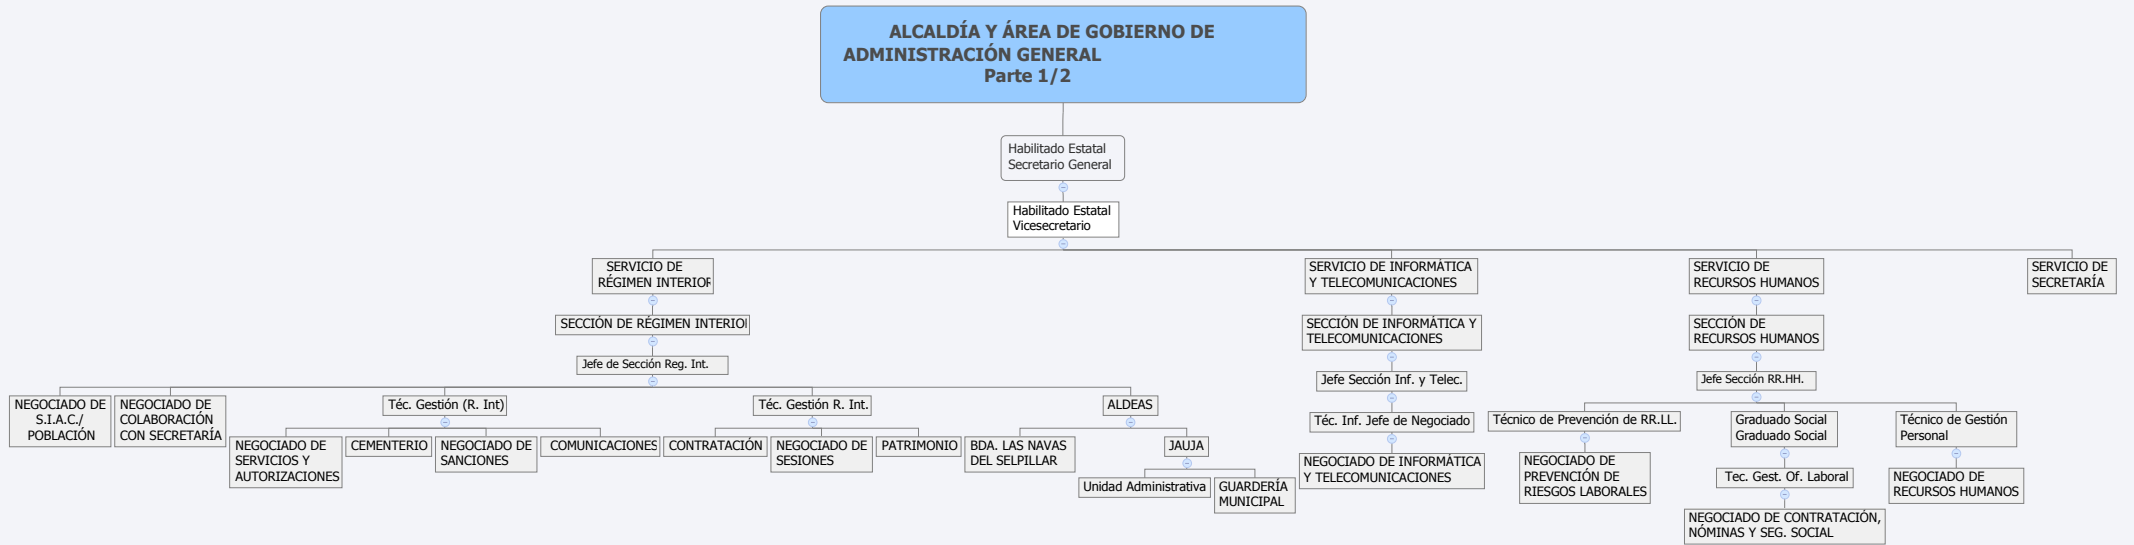 ALCALDÍA Y ÁREA DE GOBIERNO DE
ADMINISTRACIÓN GENERAL
Parte 1/2
Habilitado Estatal
Secretario General
Habilitado Estatal
Vicesecretario
SERVICIO DE
RÉGIMEN INTERIOR
SERVICIO DE INFORMÁTICA
Y TELECOMUNICACIONES
SERVICIO DE
RECURSOS HUMANOS
SERVICIO DE
SECRETARÍA
SECCIÓN DE RÉGIMEN INTERIOR
SECCIÓN DE INFORMÁTICA Y
TELECOMUNICACIONES
SECCIÓN DE
RECURSOS HUMANOS
Jefe de Sección Reg. Int.
Jefe Sección Inf. y Telec.
Jefe Sección RR.HH.
NEGOCIADO DE
S.I.A.C./
POBLACIÓN
NEGOCIADO DE
COLABORACIÓN
CON SECRETARÍA
Téc. Gestión (R. Int)
Téc. Gestión R. Int.
ALDEAS
Téc. Inf. Jefe de Negociado
Técnico de Prevención de RR.LL.
Graduado Social
Graduado Social
Técnico de Gestión
Personal
NEGOCIADO DE
SERVICIOS Y
AUTORIZACIONES
CEMENTERIO
NEGOCIADO DE
SANCIONES
COMUNICACIONES
CONTRATACIÓN
NEGOCIADO DE
SESIONES
PATRIMONIO
BDA. LAS NAVAS
DEL SELPILLAR
JAUJA
NEGOCIADO DE INFORMÁTICA
Y TELECOMUNICACIONES
NEGOCIADO DE
PREVENCIÓN DE
RIESGOS LABORALES
Tec. Gest. Of. Laboral
NEGOCIADO DE
RECURSOS HUMANOS
Unidad Administrativa
GUARDERÍA
MUNICIPAL
NEGOCIADO DE CONTRATACIÓN,
NÓMINAS Y SEG. SOCIAL